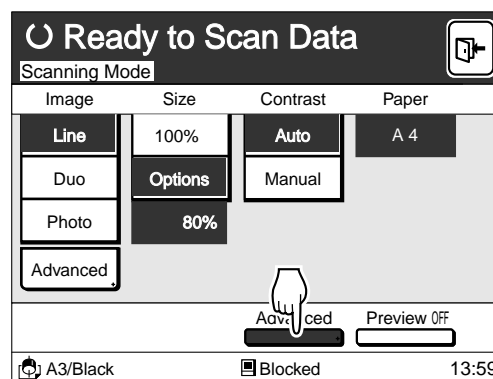 Ready to Scan Data
Scanning Mode
Image Size Contrast Paper
Line 100% Auto A 4
Duo Options Manual
Photo 80%
Advanced
Advanced Preview OFF
A3/Black Blocked 13:59